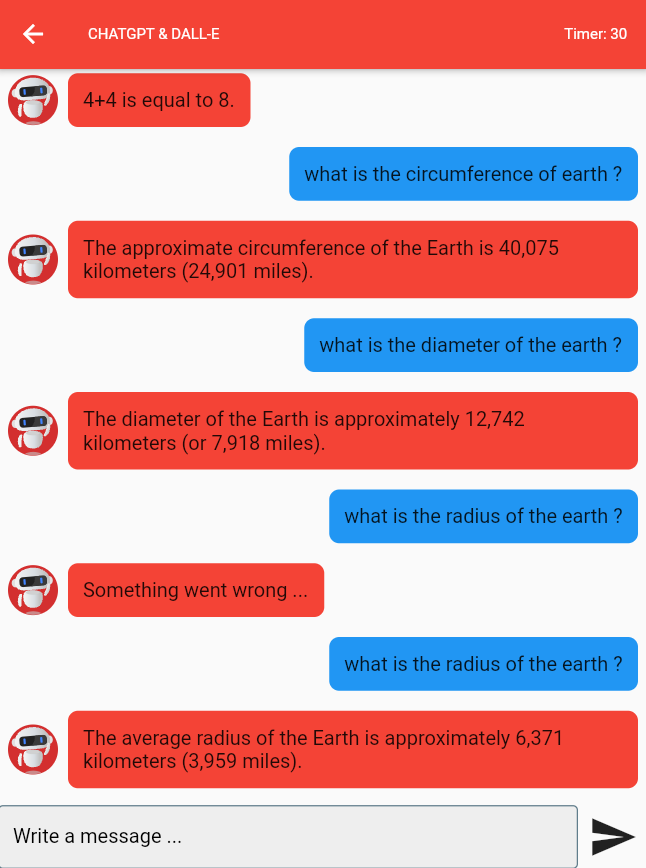 CHATGPT & DALL-E Timer: 30
4+4 is equal to 8.
what is the circumference of earth ?
The approximate circumference of the Earth is 40,075
kilometers (24,901 miles).
what is the diameter of the earth ?
The diameter of the Earth is approximately 12,742
kilometers (or 7,918 miles).
what is the radius of the earth ?
Something went wrong ...
what is the radius of the earth ?
The average radius of the Earth is approximately 6,371
kilometers (3,959 miles).
Write a message ...